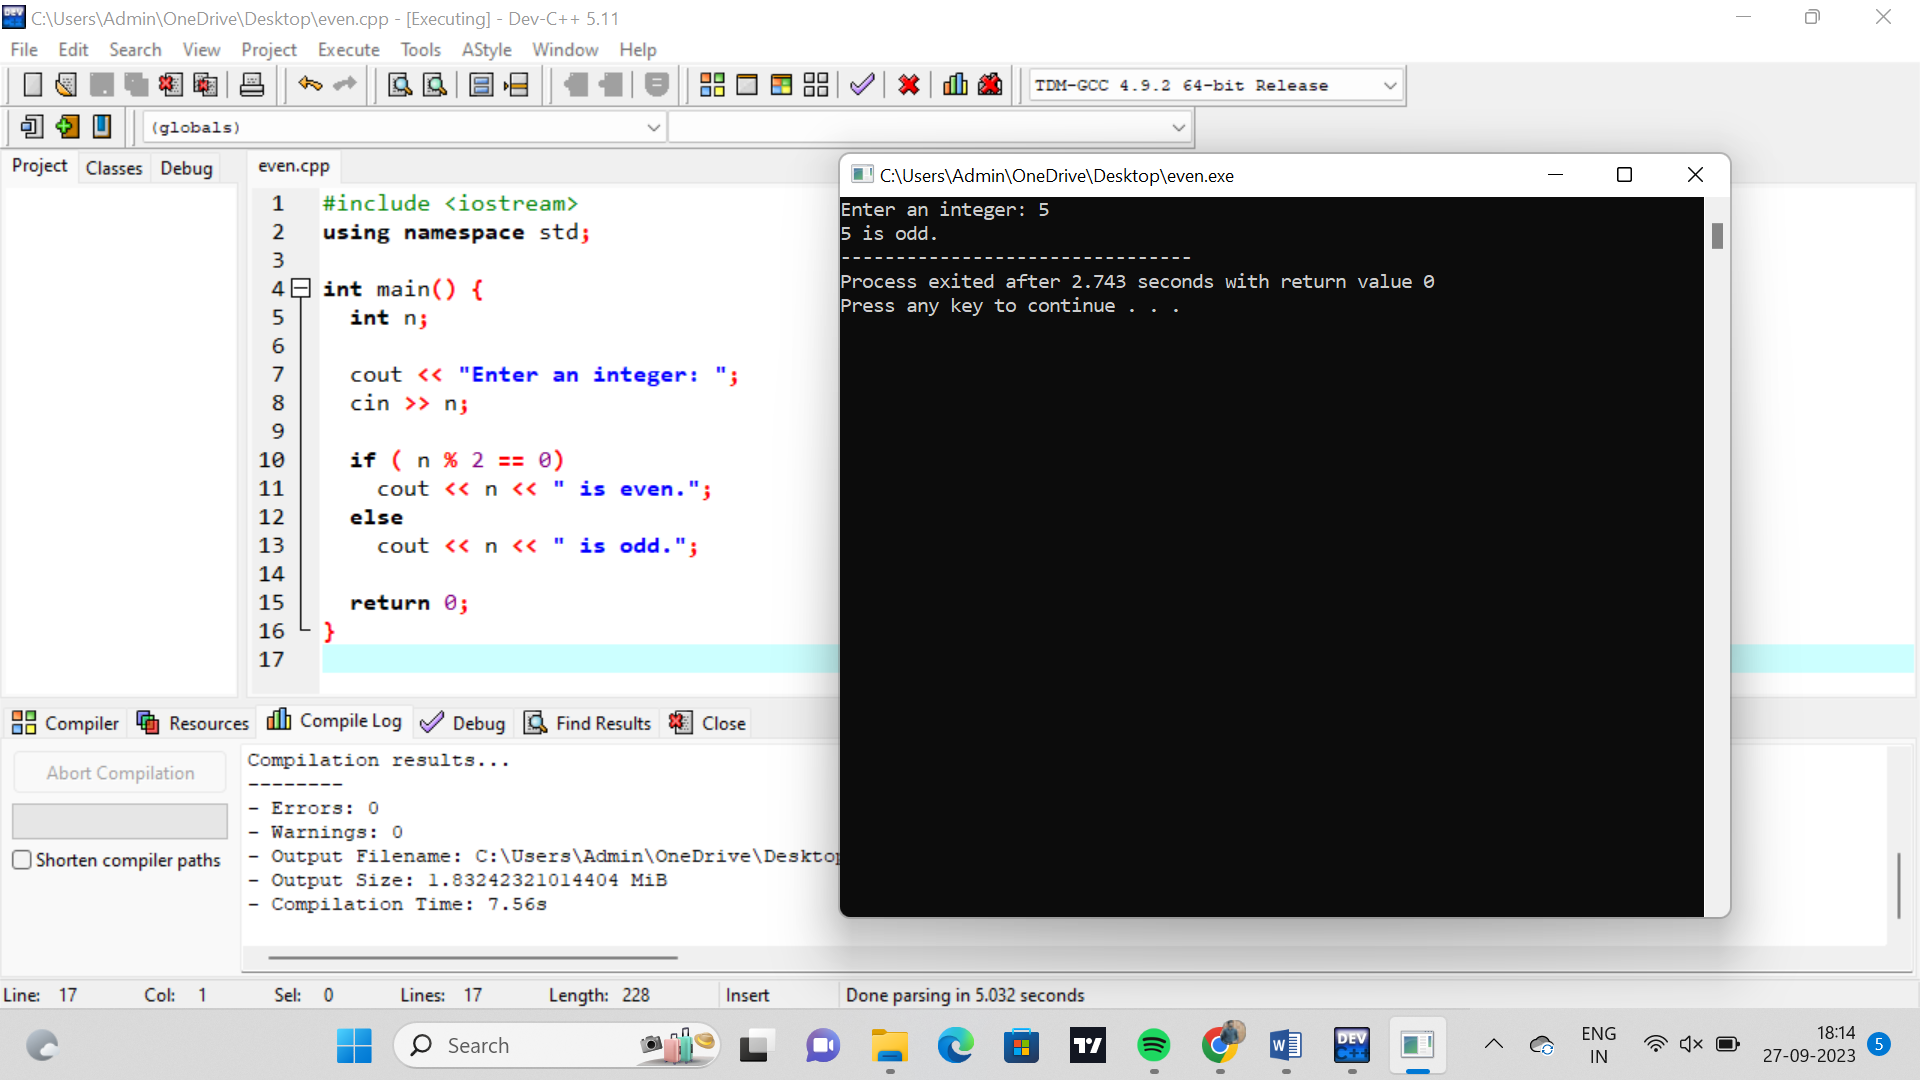 C:\Users\Admin\OneDrive\Desktop\even.cpp - [Executing] - Dev-C++ 5.11
File Edit Search View Project Execute Tools AStyle Window Help
TDM-GCC 4.9.2 64-bit Release
(globals)
Project Classes Debug
even.cpp
1 #include <iostream>
2 using namespace std;
3
4 int main() {
5 int n;
6
7 cout << "Enter an integer: ";
8 cin >> n;
9
10 if ( n % 2 == 0)
11 cout << n << " is even.";
12 else
13 cout << n << " is odd.";
14
15 return 0;
16 }
17
C:\Users\Admin\OneDrive\Desktop\even.exe
Enter an integer: 5
5 is odd.
--------------------------------
Process exited after 2.743 seconds with return value 0
Press any key to continue . . .
Compiler Resources Compile Log Debug Find Results Close
Abort Compilation
Shorten compiler paths
Compilation results...
--------
- Errors: 0
- Warnings: 0
- Output Filename: C:\Users\Admin\OneDrive\Desktop
- Output Size: 1.83242321014404 MiB
- Compilation Time: 7.56s
Line: 17 Col: 1 Sel: 0 Lines: 17 Length: 228 Insert Done parsing in 5.032 seconds
Search
DEV C++
ENG
IN
18:14
27-09-2023
5